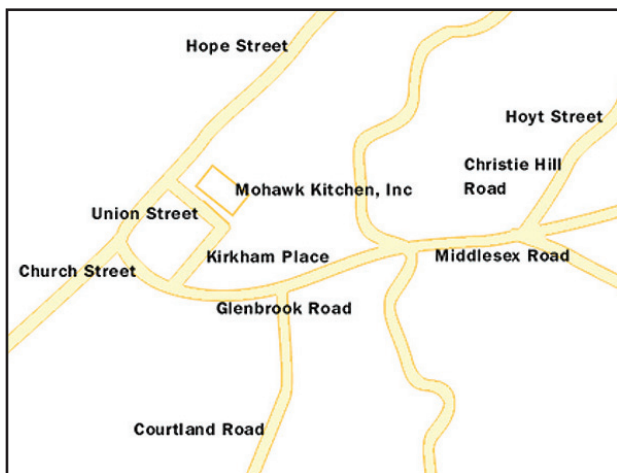 Hope Street
Hoyt Street
Christie Hill
Road
Mohawk Kitchen, Inc
Union Street
Kirkham Place
Middlesex Road
Church Street
Glenbrook Road
Courtland Road